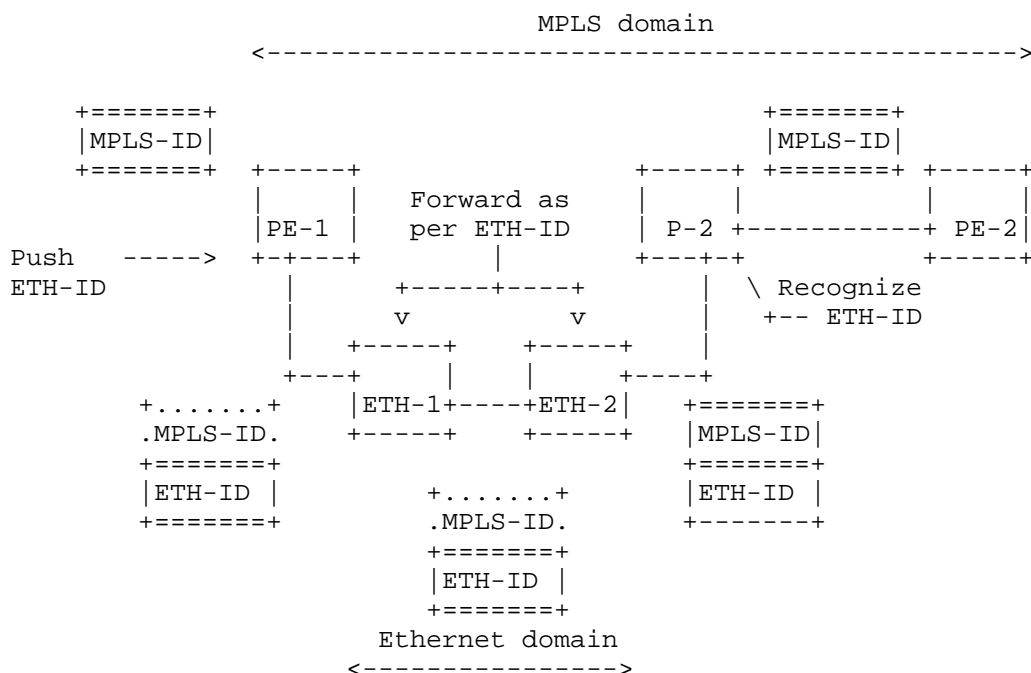 MPLS domain
<----------------------------------------------->
+=======+ +=======+
|MPLS-ID| |MPLS-ID|
+=======+ +-----+ +-----+ +=======+ +-----+
| | Forward as | | | |
|PE-1 | per ETH-ID | P-2 +-----------+ PE-2|
Push -----> +-+---+ | +---+-+ +-----+
ETH-ID | +-----+----+ | \ Recognize
| v v | +-- ETH-ID
| +-----+ +-----+ |
+---+ | | +----+
+.......+ |ETH-1+----+ETH-2| +=======+
.MPLS-ID. +-----+ +-----+ |MPLS-ID|
+=======+ +=======+
|ETH-ID | +.......+ |ETH-ID |
+=======+ .MPLS-ID. +-------+
+=======+
|ETH-ID |
+=======+
Ethernet domain
<---------------->